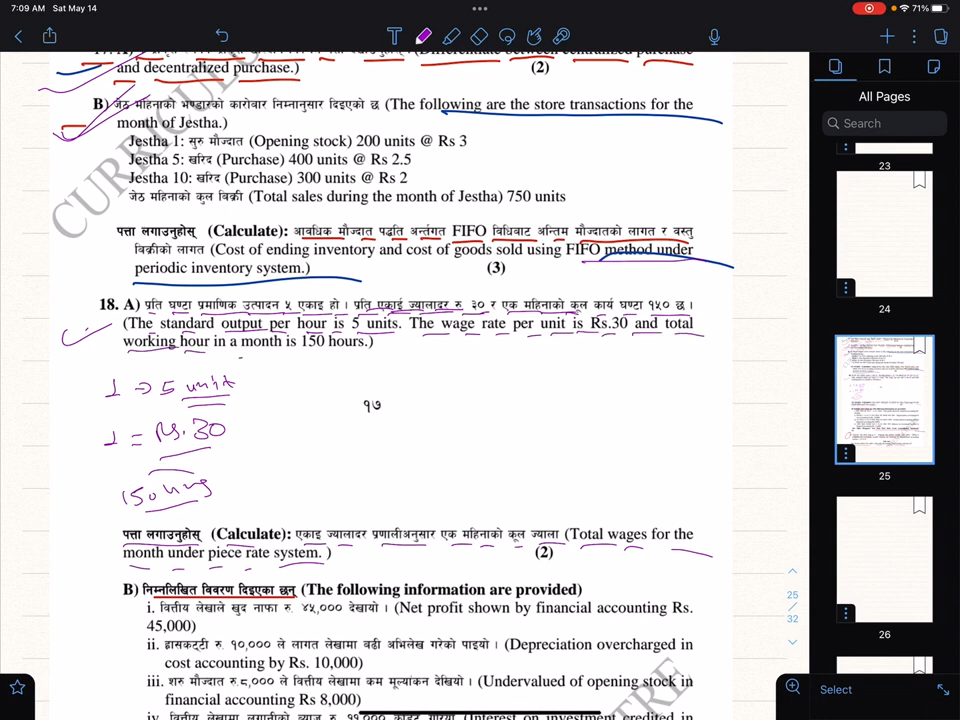 7:09 AM Sat May 14
71%
and decentralized purchase.) (2)
B) जेठ महिनाको भण्डारको कारोबार निम्नानुसार दिइएको छ (The following are the store transactions for the
month of Jestha.)
Jestha 1: सुरु मौज्दात (Opening stock) 200 units @ Rs 3
Jestha 5: खरिद (Purchase) 400 units @ Rs 2.5
Jestha 10: खरिद (Purchase) 300 units @ Rs 2
जेठ महिनाको कुल बिक्री (Total sales during the month of Jestha) 750 units
पत्ता लगाउनुहोस् (Calculate): आवधिक मौज्दात पद्धति अर्न्तगत FIFO विधिबाट अन्तिम मौज्दातको लागत र वस्तु
बिक्रीको लागत (Cost of ending inventory and cost of goods sold using FIFO method under
periodic inventory system.) (3)
18. A) प्रति घण्टा प्रमाणिक उत्पादन ५ एकाइ हो । प्रति एकाई ज्यालादर रु ३० र एक महिनाको कूल कार्य घण्टा १५० छ ।
(The standard output per hour is 5 units. The wage rate per unit is Rs.30 and total
working hour in a month is 150 hours.)
1 → 5 unit
१७
1 = Rs. 30
पत्ता लगाउनुहोस् (Calculate): एकाइ ज्यालादर प्रणालीअनुसार एक महिनाको कूल ज्याला (Total wages for the
month under piece rate system. ) (2)
B) निम्नलिखित विवरण दिइएका छन् (The following information are provided)
i. वित्तीय लेखाले खुद नाफा रु. ४५,००० देखायो । (Net profit shown by financial accounting Rs.
45,000)
ii. ह्रासकट्टी रु. १०,००० ले लागत लेखामा बढी अभिलेख गरेको पाइयो । (Depreciation overcharged in
cost accounting by Rs. 10,000)
iii. शुरु मौज्दात रु.८,००० ले वित्तीय लेखामा कम मूल्यांकन देखियो । (Undervalued of opening stock in
financial accounting Rs 8,000)
All Pages
Search
23
24
25
26
25
32
Select